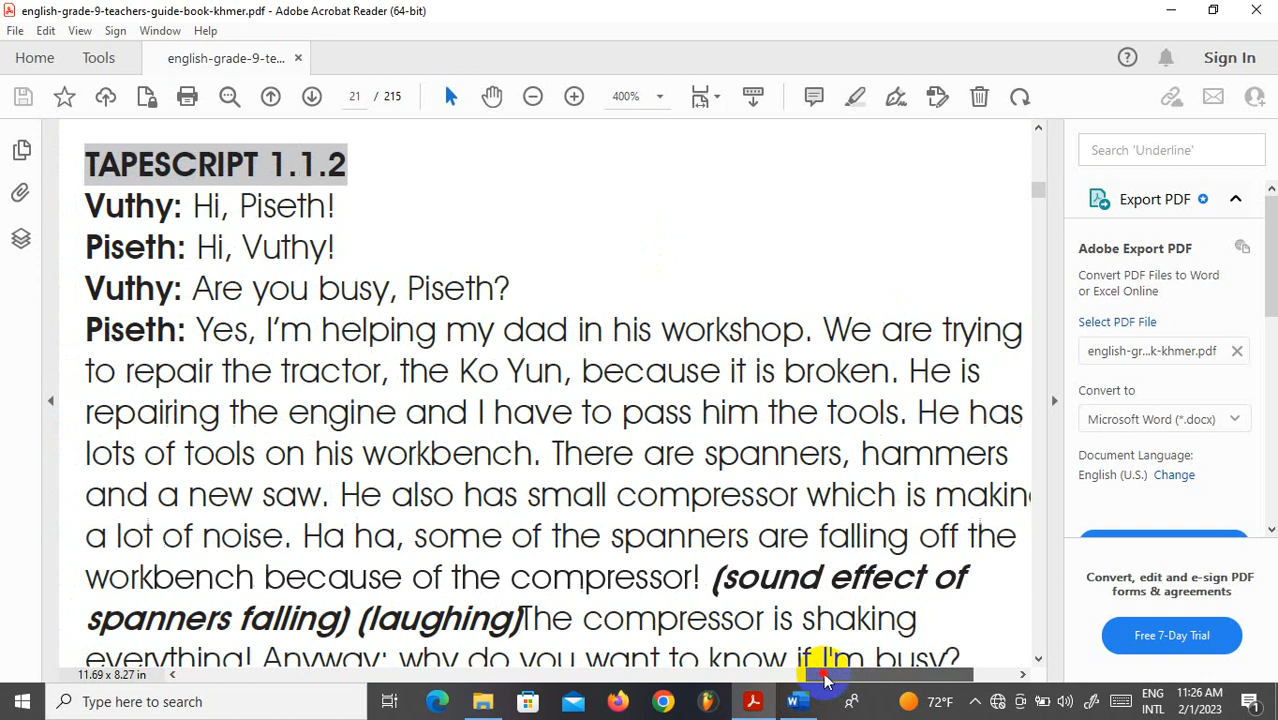 english-grade-9-teachers-guide-book-khmer.pdf - Adobe Acrobat Reader (64-bit)
File Edit View Sign Window Help
Home Tools english-grade-9-te... Sign In
21 / 215 400%
TAPESCRIPT 1.1.2
Vuthy: Hi, Piseth!
Piseth: Hi, Vuthy!
Vuthy: Are you busy, Piseth?
Piseth: Yes, I'm helping my dad in his workshop. We are trying
to repair the tractor, the Ko Yun, because it is broken. He is
repairing the engine and I have to pass him the tools. He has
lots of tools on his workbench. There are spanners, hammers
and a new saw. He also has small compressor which is makin
a lot of noise. Ha ha, some of the spanners are falling off the
workbench because of the compressor! (sound effect of
spanners falling) (laughing)The compressor is shaking
everything! Anyway; why do you want to know if I'm busy?
11.69 x 8.27 in
Search 'Underline'
Export PDF
Adobe Export PDF
Convert PDF Files to Word
or Excel Online
Select PDF File
english-gr...k-khmer.pdf
Convert to
Microsoft Word (*.docx)
Document Language:
English (U.S.) Change
Convert, edit and e-sign PDF
forms & agreements
Free 7-Day Trial
Type here to search
72°F
ENG
INTL
11:26 AM
2/1/2023
1